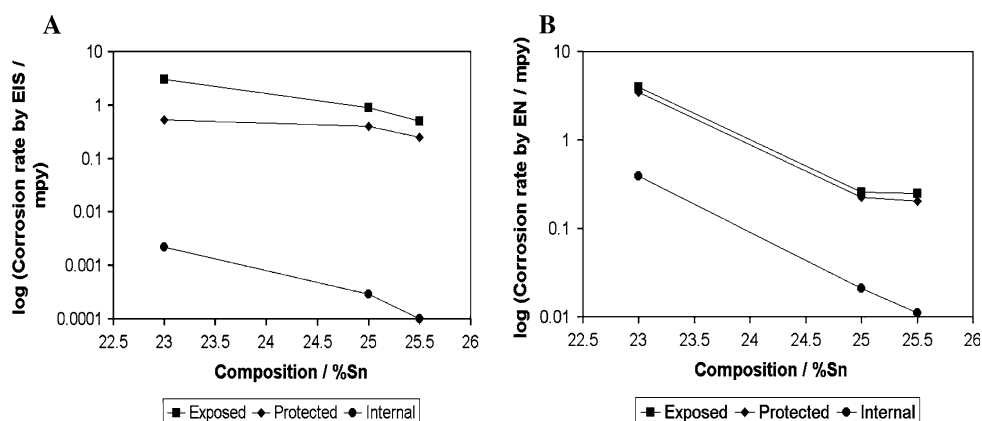 A
log (Corrosion rate by EIS /
mpy)
10
1
0.1
0.01
0.001
0.0001
22.5 23 23.5 24 24.5 25 25.5 26
Composition / %Sn
Exposed Protected Internal
B
log (Corrosion rate by EN / mpy)
10
1
0.1
0.01
22.5 23 23.5 24 24.5 25 25.5 26
Composition / %Sn
Exposed Protected Internal